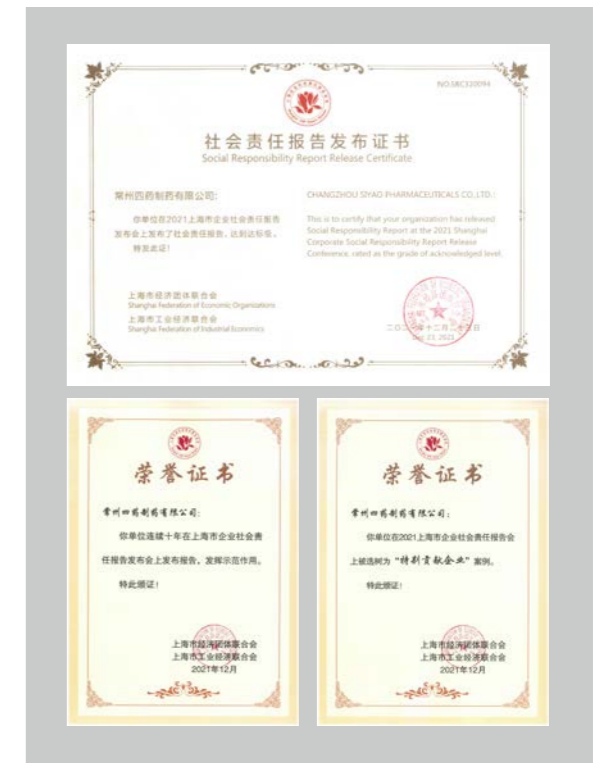 NO.SRC320094
社会责任报告发布证书
Social Responsibility Report Release Certificate
常州四药制药有限公司:
你单位在2021上海市企业社会责任报告
发布会上发布了社会责任报告、达到达标级。
特发此证!
CHANGZHOU SIYAO PHARMACEUTICALS CO., LTD.:
This is to certify that your organization has released
Social Responsibility Report at the 2021 Shanghai
Corporate Social Responsibility Report Release
Conference, rated as the grade of acknowledged level.
上海市经济团体联合会
Shanghai Federation of Economic Organizations
上海市工业经济联合会
Shanghai Federation of Industrial Economics
荣誉证书
常州四药制药有限公司:
你单位连续十年在上海市企业社会责
任报告发布会上发布报告,发挥示范作用。
特此颁证!
上海市经济团体联合会
上海市工业经济联合会
2021年12月
荣誉证书
常州四药制药有限公司:
你单位在2021上海市企业社会责任报告会
上被选树为“特别贡献企业”案例。
特此颁证!
上海市经济团体联合会
上海市工业经济联合会
2021年12月